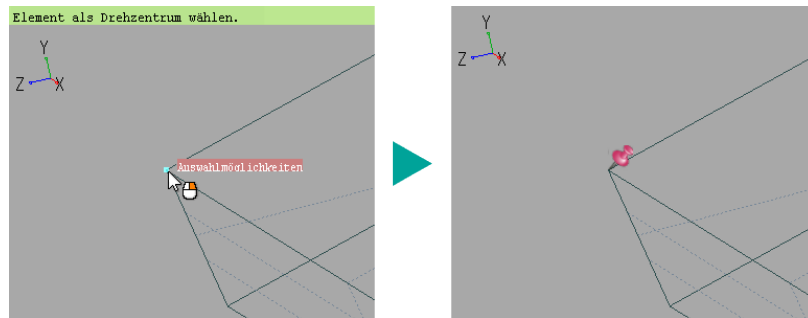 Element als Drehzentrum wählen.
Y
Z
X
Auswahlmöglichkeiten
Y
Z
X